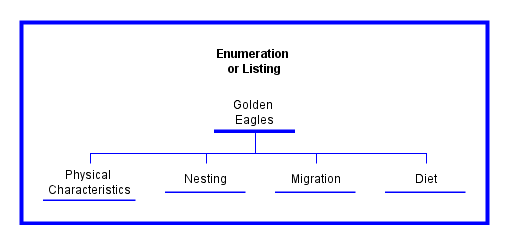 Enumeration
or Listing
Golden
Eagles
Physical
Characteristics
Nesting
Migration
Diet